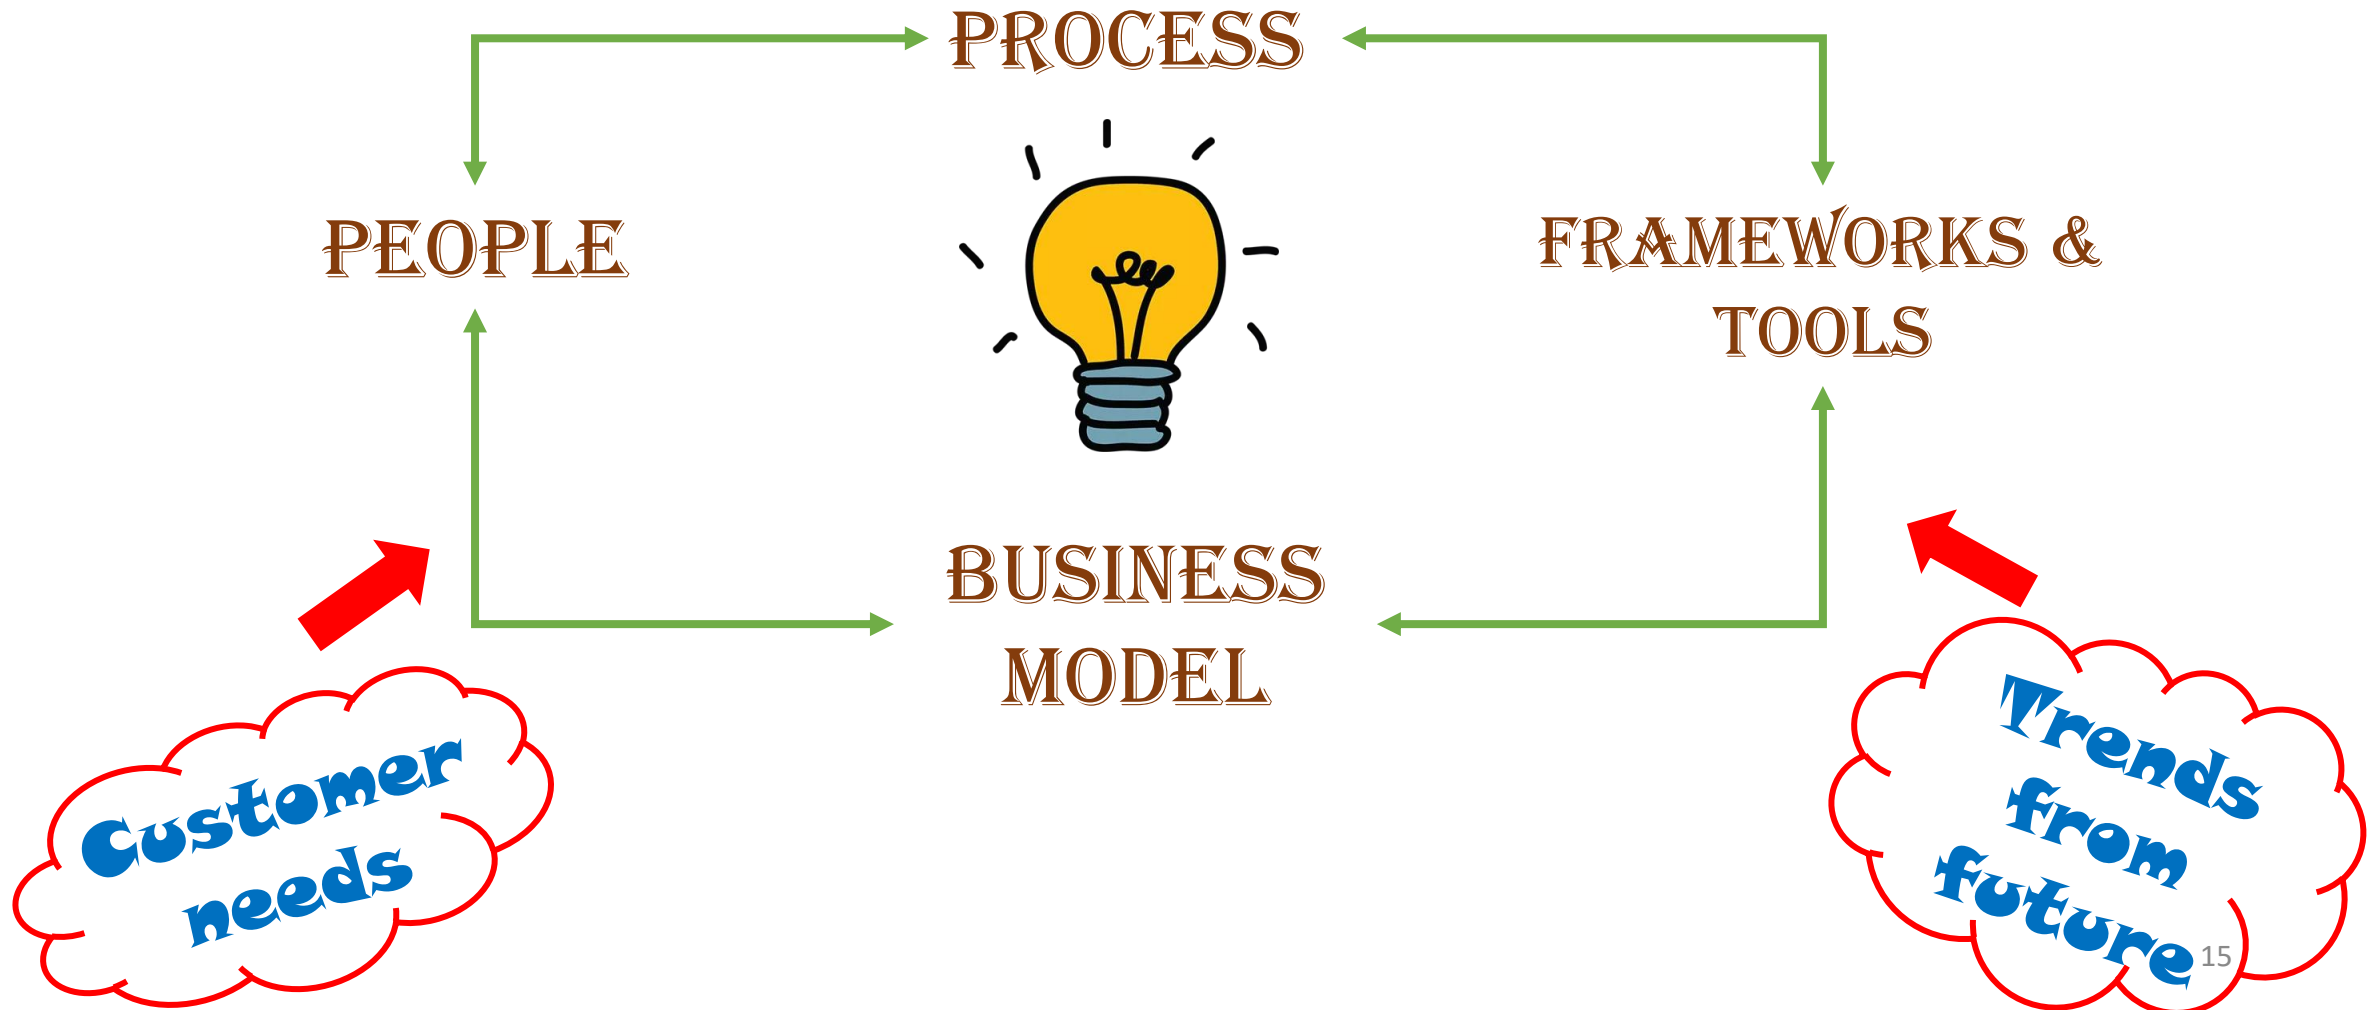 PROCESS
PEOPLE
FRAMEWORKS &
TOOLS
BUSINESS
MODEL
Customer
needs
Trends
from
future
15